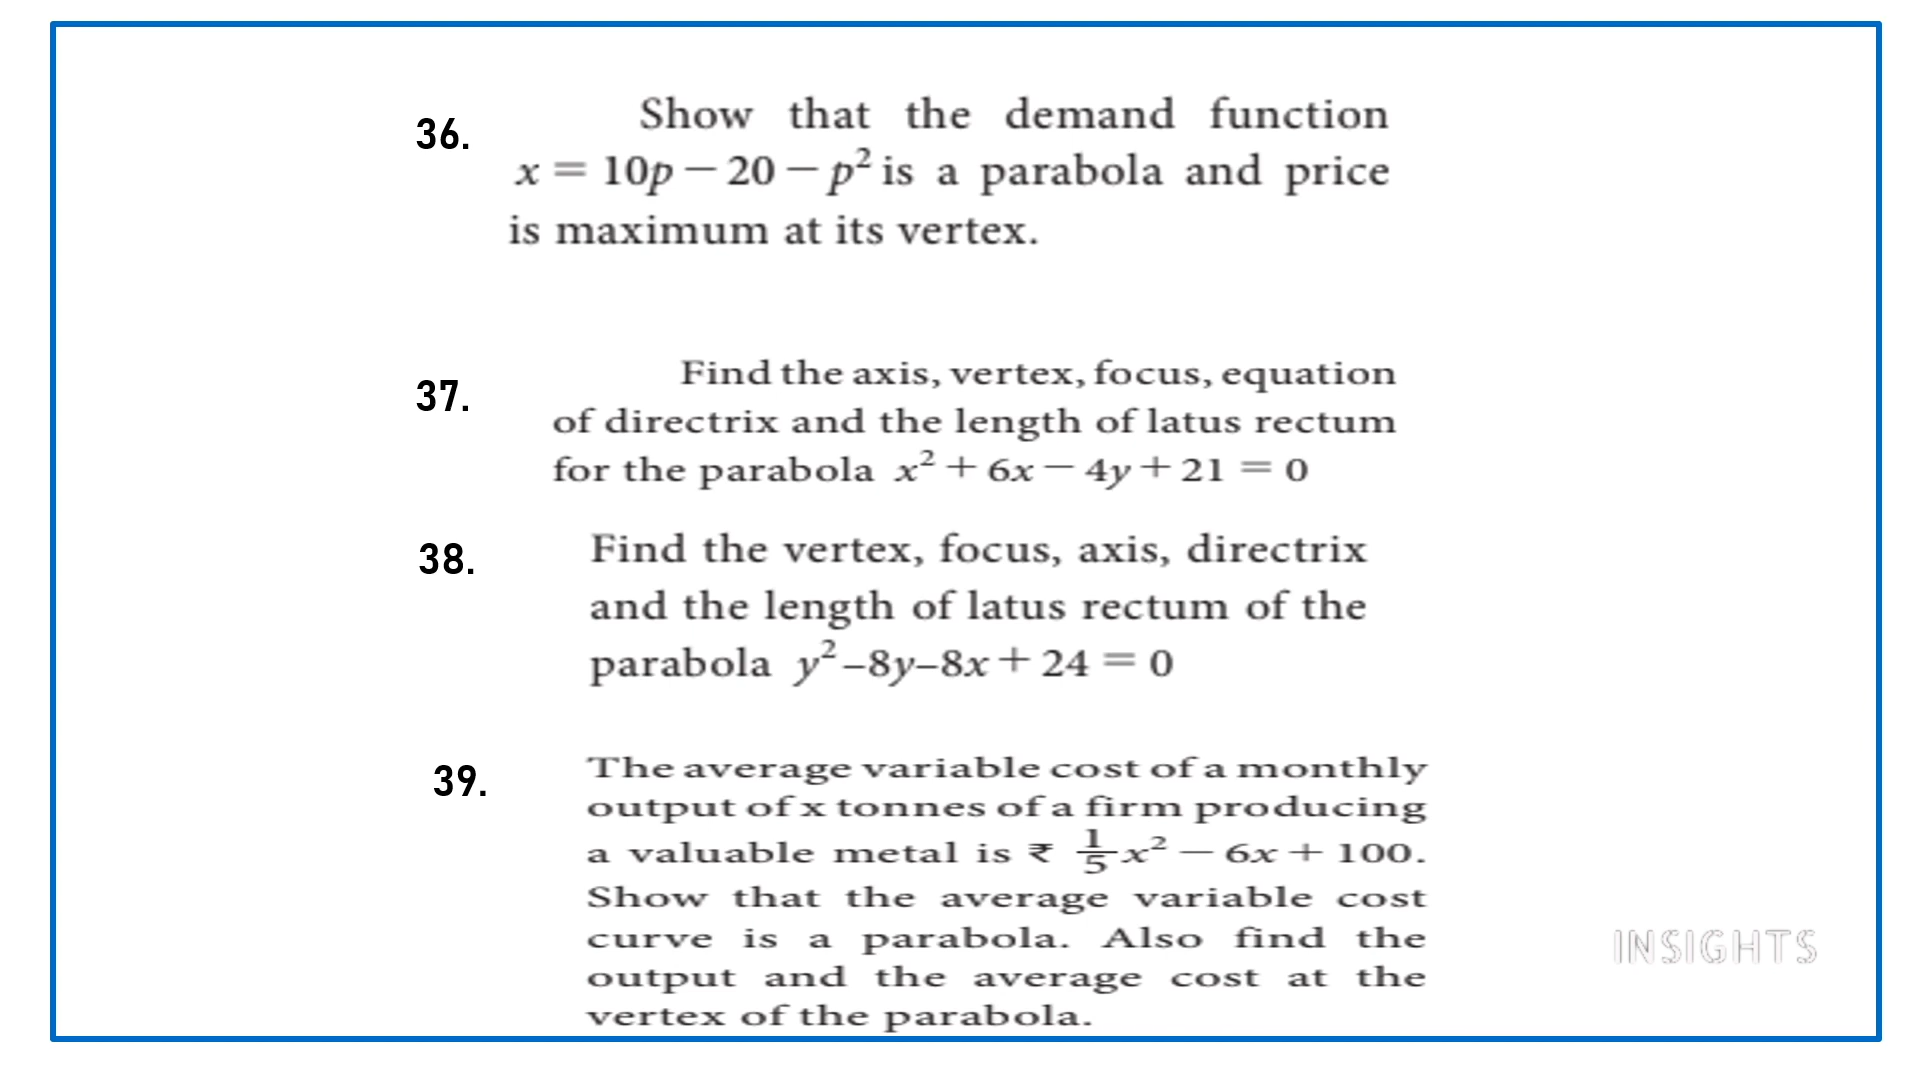 36. Show that the demand function
x = 10p − 20 − p² is a parabola and price
is maximum at its vertex.
37. Find the axis, vertex, focus, equation
of directrix and the length of latus rectum
for the parabola x² + 6x − 4y + 21 = 0
38. Find the vertex, focus, axis, directrix
and the length of latus rectum of the
parabola y² –8y–8x + 24 = 0
39. The average variable cost of a monthly
output of x tonnes of a firm producing
a valuable metal is ₹ 1/5 x² − 6x + 100.
Show that the average variable cost
curve is a parabola. Also find the
output and the average cost at the
vertex of the parabola.
INSIGHTS